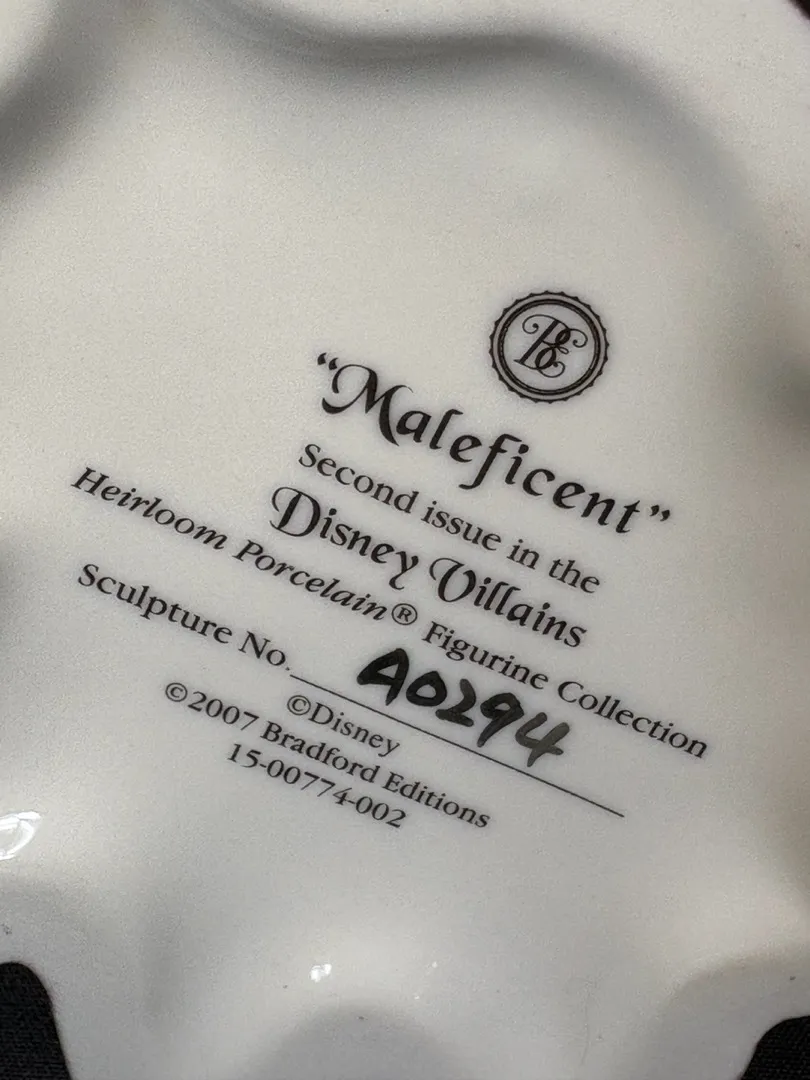 BE
“Maleficent”
Second issue in the
Disney Villains
Heirloom Porcelain® Figurine Collection
Sculpture No. A0294
©Disney
©2007 Bradford Editions
15-00774-002